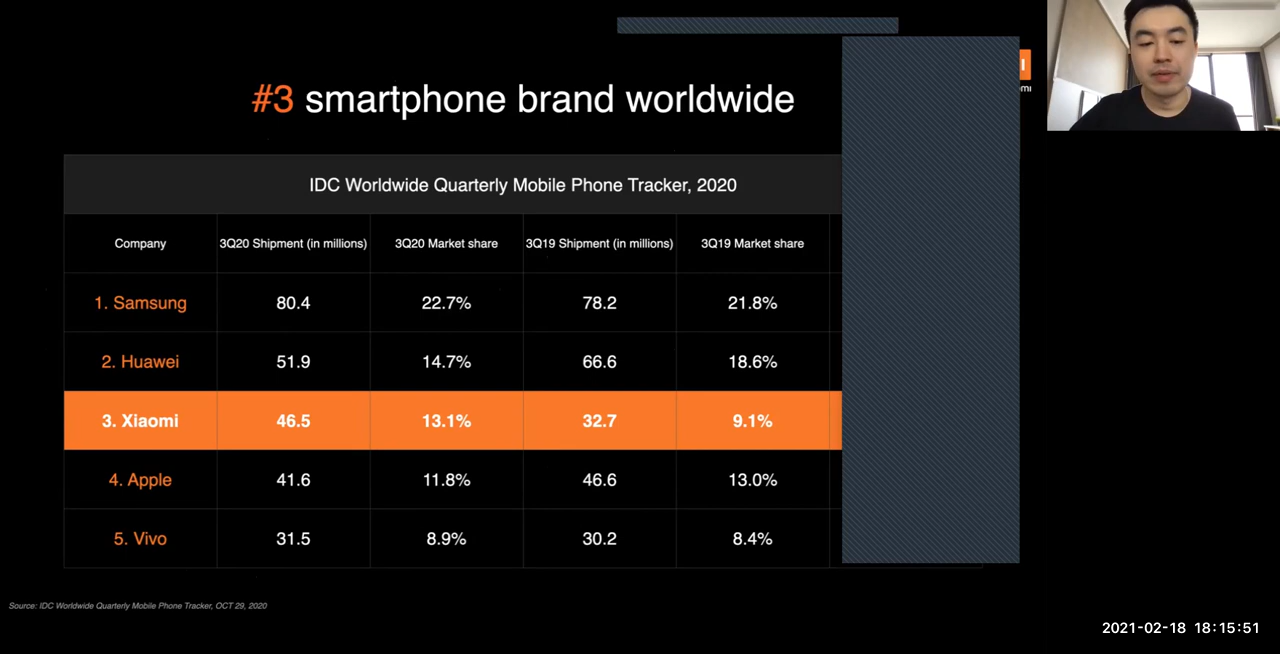 #3 smartphone brand worldwide
IDC Worldwide Quarterly Mobile Phone Tracker, 2020
Company 3Q20 Shipment (in millions) 3Q20 Market share 3Q19 Shipment (in millions) 3Q19 Market share
1. Samsung 80.4 22.7% 78.2 21.8%
2. Huawei 51.9 14.7% 66.6 18.6%
3. Xiaomi 46.5 13.1% 32.7 9.1%
4. Apple 41.6 11.8% 46.6 13.0%
5. Vivo 31.5 8.9% 30.2 8.4%
Source: IDC Worldwide Quarterly Mobile Phone Tracker, OCT 29, 2020
2021-02-18 18:15:51